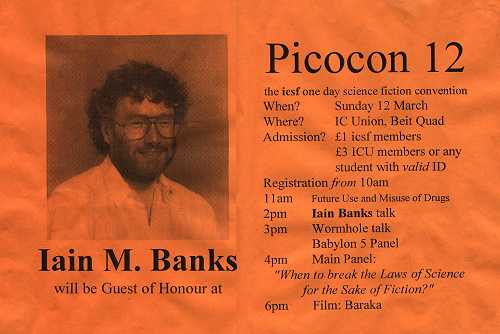 Iain M. Banks
will be Guest of Honour at
Picocon 12
the icsf one day science fiction convention
When? Sunday 12 March
Where? IC Union, Beit Quad
Admission? £1 icsf members
£3 ICU members or any
student with valid ID
Registration from 10am
11am Future Use and Misuse of Drugs
2pm Iain Banks talk
3pm Wormhole talk
Babylon 5 Panel
4pm Main Panel:
"When to break the Laws of Science
for the Sake of Fiction?"
6pm Film: Baraka